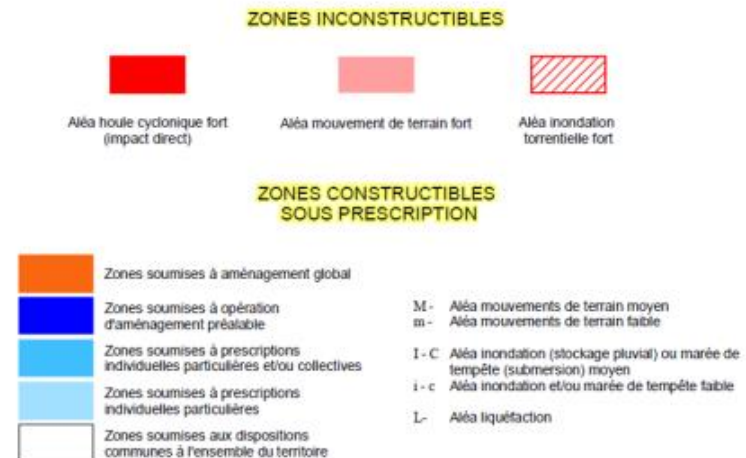 ZONES INCONSTRUCTIBLES
Aléa houle cyclonique fort
(impact direct)
Aléa mouvement de terrain fort
Aléa inondation
torrentielle fort
ZONES CONSTRUCTIBLES
SOUS PRESCRIPTION
Zones soumises à aménagement global
Zones soumises à opération
d'aménagement préalable
Zones soumises à prescriptions
individuelles particulières et/ou collectives
Zones soumises à prescriptions
individuelles particulières
Zones soumises aux dispositions
communes à l'ensemble du territoire
M - Aléa mouvements de terrain moyen
m - Aléa mouvements de terrain faible
I - C Aléa inondation (stockage pluvial) ou marée de
tempête (submersion) moyen
i - c Aléa inondation et/ou marée de tempête faible
L- Aléa liquéfaction